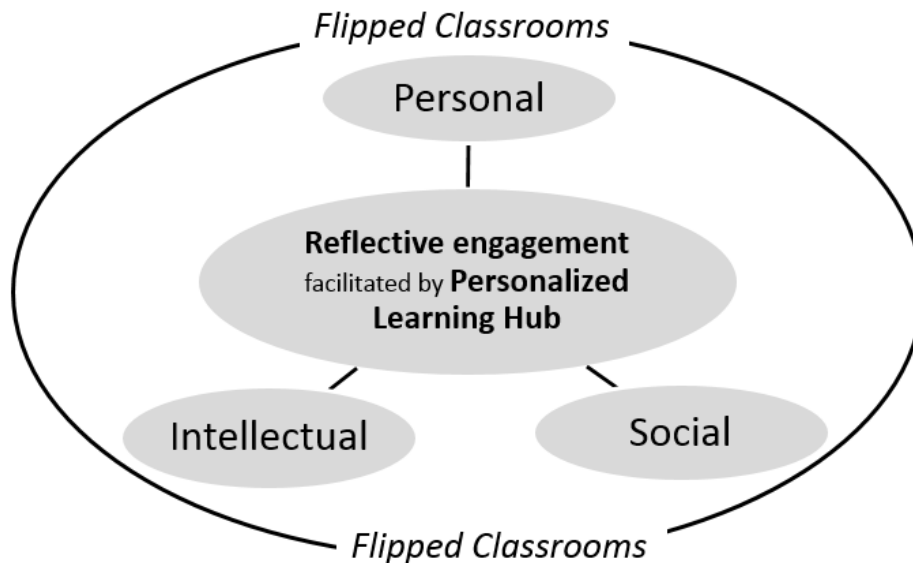 Flipped Classrooms
Personal
Reflective engagement
facilitated by Personalized
Learning Hub
Intellectual
Social
Flipped Classrooms